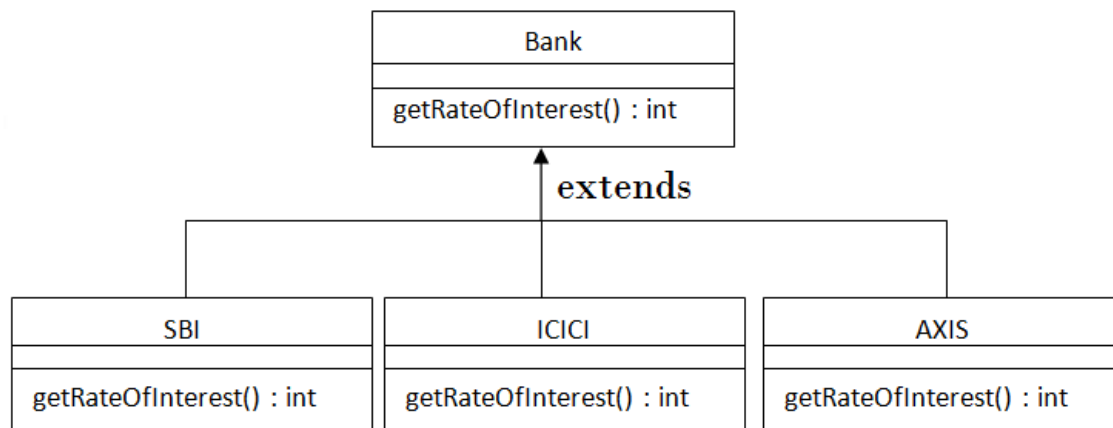 Bank
getRateOfInterest() : int
extends
SBI
ICICI
AXIS
getRateOfInterest() : int
getRateOfInterest() : int
getRateOfInterest() : int